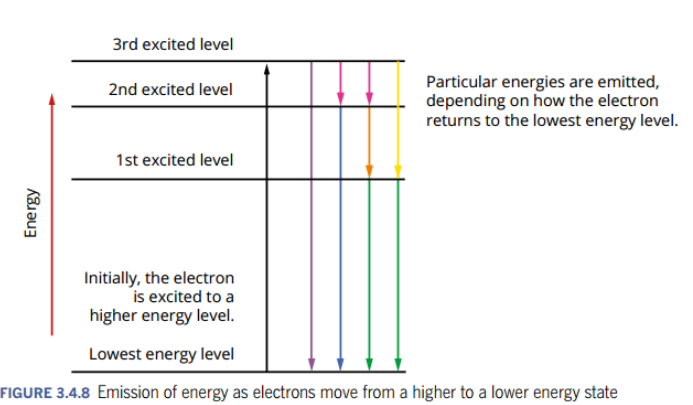 3rd excited level
2nd excited level
1st excited level
Energy
Initially, the electron
is excited to a
higher energy level.
Lowest energy level
Particular energies are emitted,
depending on how the electron
returns to the lowest energy level.
FIGURE 3.4.8 Emission of energy as electrons move from a higher to a lower energy state